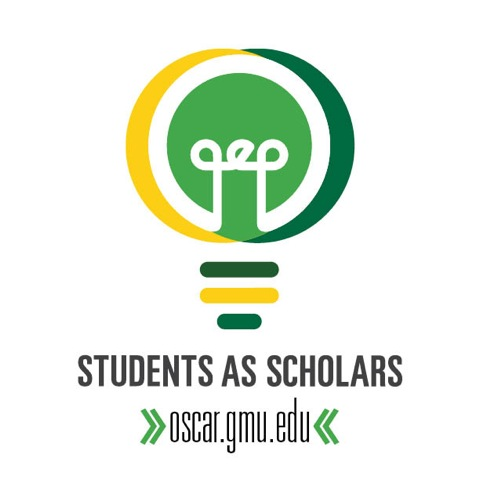 qep
STUDENTS AS SCHOLARS
oscar.gmu.edu